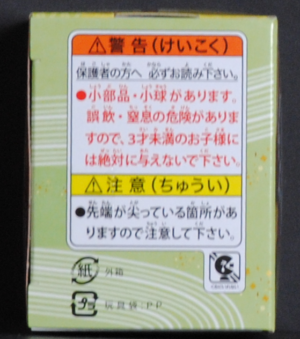 ⚠警告(けいこく)
保護者の方へ 必ずお読み下さい。
●小部品・小球があります。
誤飲・窒息の危険がありま
すので、3才未満のお子様に
は絶対に与えないで下さい。
⚠注意(ちゅうい)
●先端が尖っている箇所があ
りますので注意して下さい。
紙 外箱
プラ 玩具袋:PP